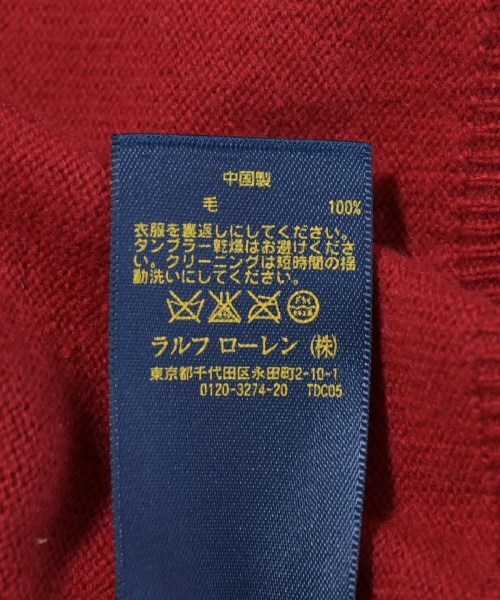 中国製
毛 100%
衣服を裏返しにしてください。
タンブラー乾燥はお避けくださ
い。クリーニングは短時間の揺
動洗いにしてください。
ドライ
ラルフ ローレン (株)
東京都千代田区永田町2-10-1
0120-3274-20 TDC05